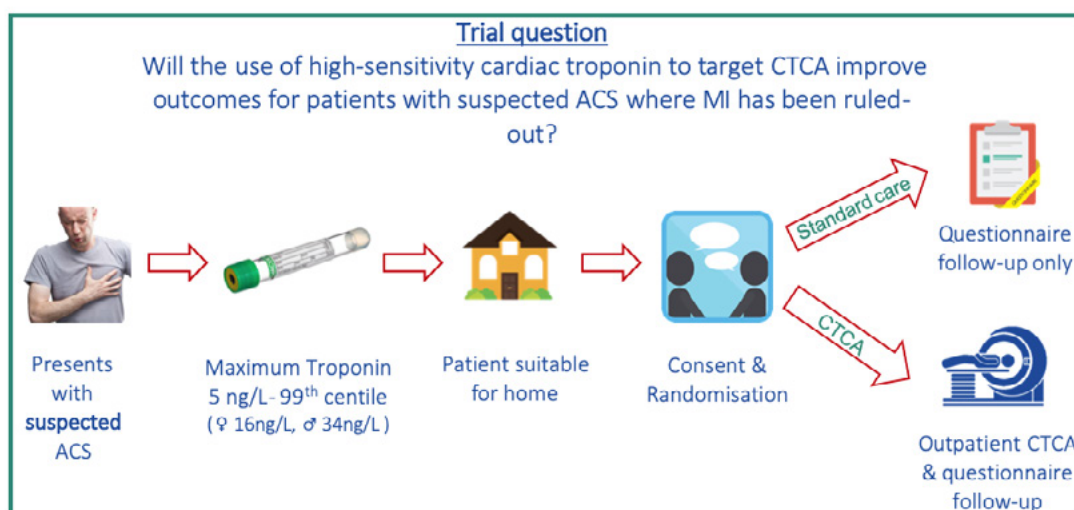 Trial question
Will the use of high-sensitivity cardiac troponin to target CTCA improve
outcomes for patients with suspected ACS where MI has been ruled-
out?
Standard care
Questionnaire
follow-up only
CTCA
Presents
with
suspected
ACS
Maximum Troponin
5 ng/L- 99th centile
(♀ 16ng/L, ♂ 34ng/L)
Patient suitable
for home
Consent &
Randomisation
Outpatient CTCA
& questionnaire
follow-up